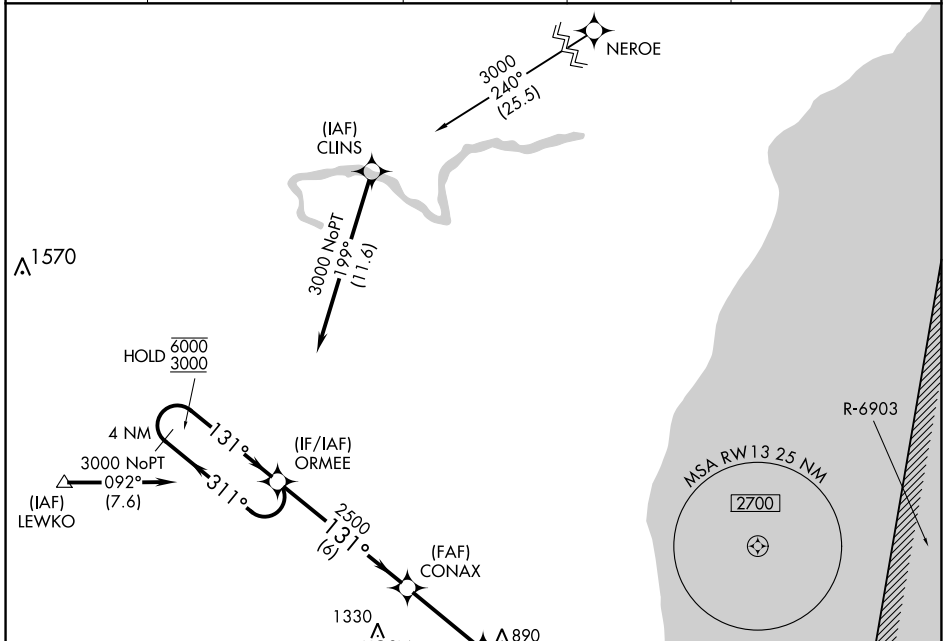 NEROE
3000
240°
(25.5)
(IAF)
CLINS
3000 NoPT
199°
(11.6)
1570
HOLD 6000
3000
R-6903
4 NM
131°
(IF/IAF)
ORMEE
3000 NoPT
092°
(7.6)
311°
(IAF)
LEWKO
MSA RW13 25 NM
2700
2500
131°
(6)
(FAF)
CONAX
1330
890